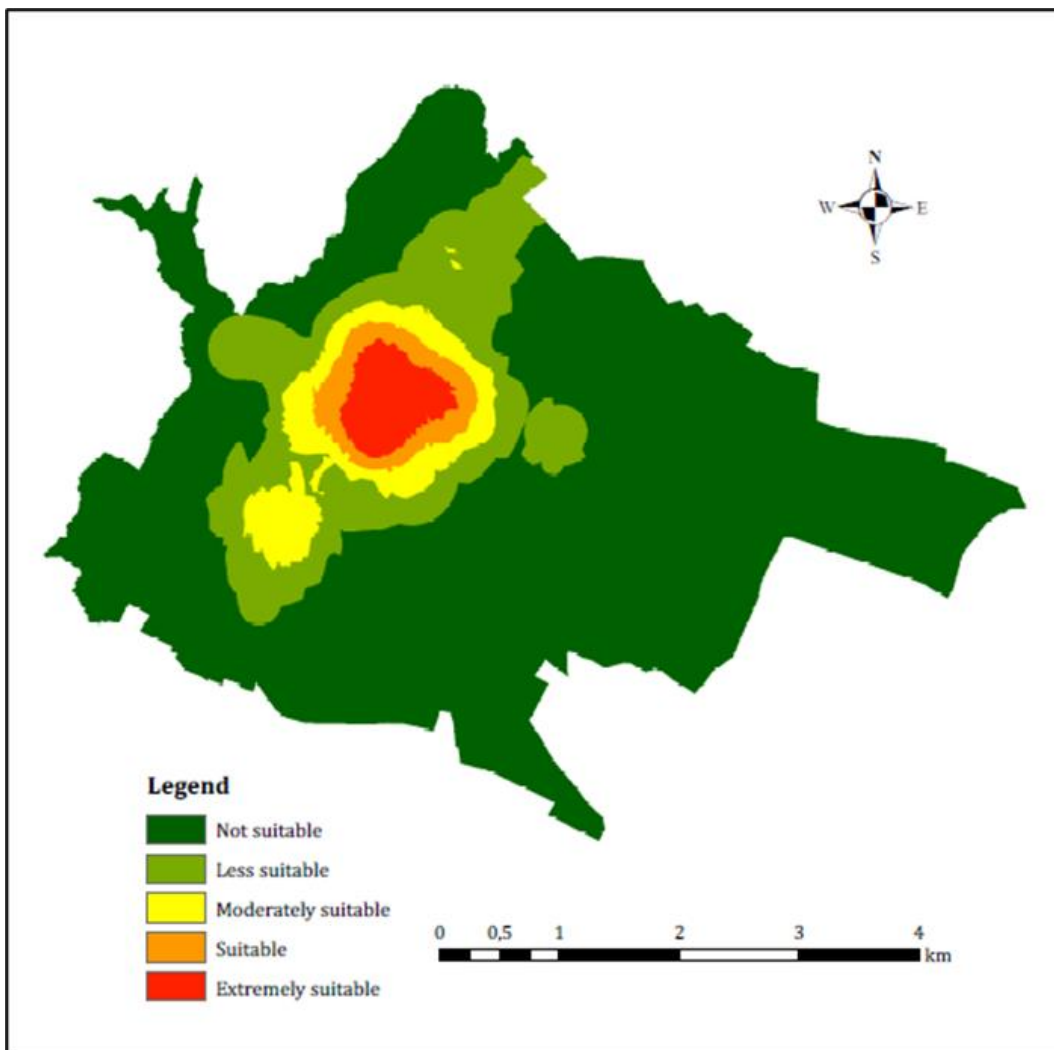 N
W E
S
Legend
Not suitable
Less suitable
Moderately suitable
Suitable
Extremely suitable
0 0,5 1 2 3 4
km